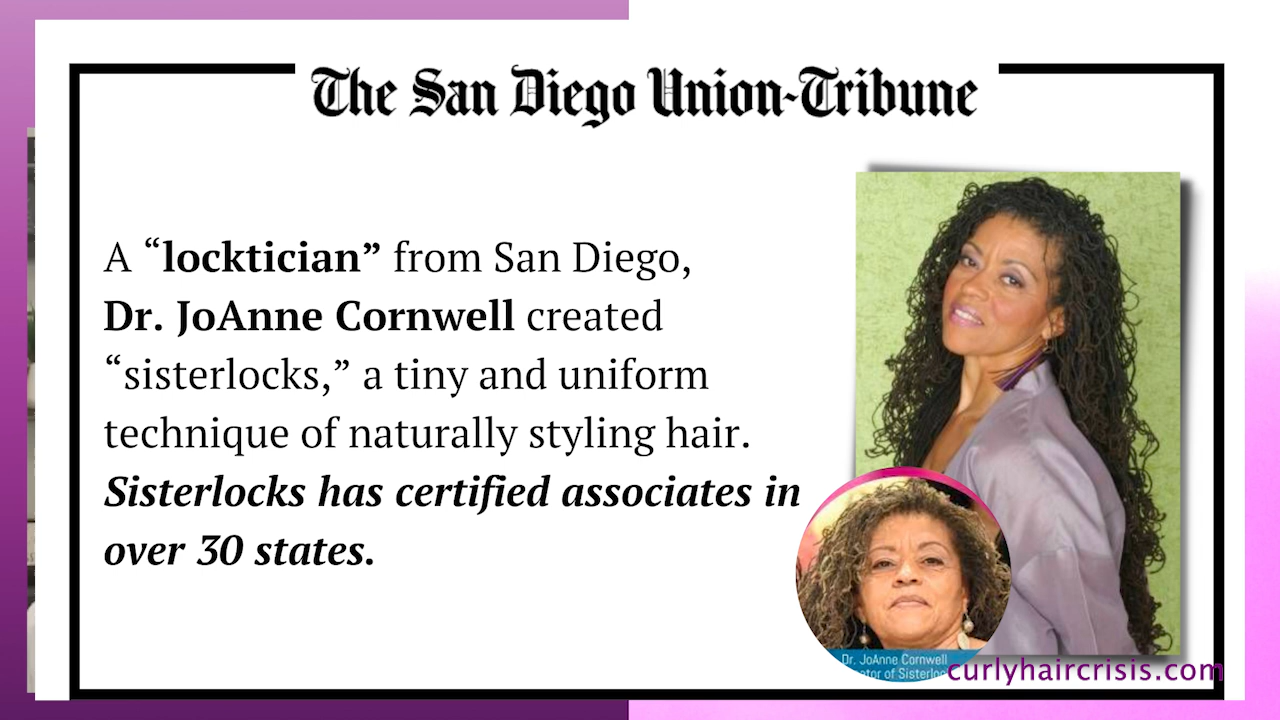 The San Diego Union-Tribune
A “locktician” from San Diego,
Dr. JoAnne Cornwell created
“sisterlocks,” a tiny and uniform
technique of naturally styling hair.
Sisterlocks has certified associates in
over 30 states.
Dr. JoAnne Cornwell
of
curlyhaircrisis.com